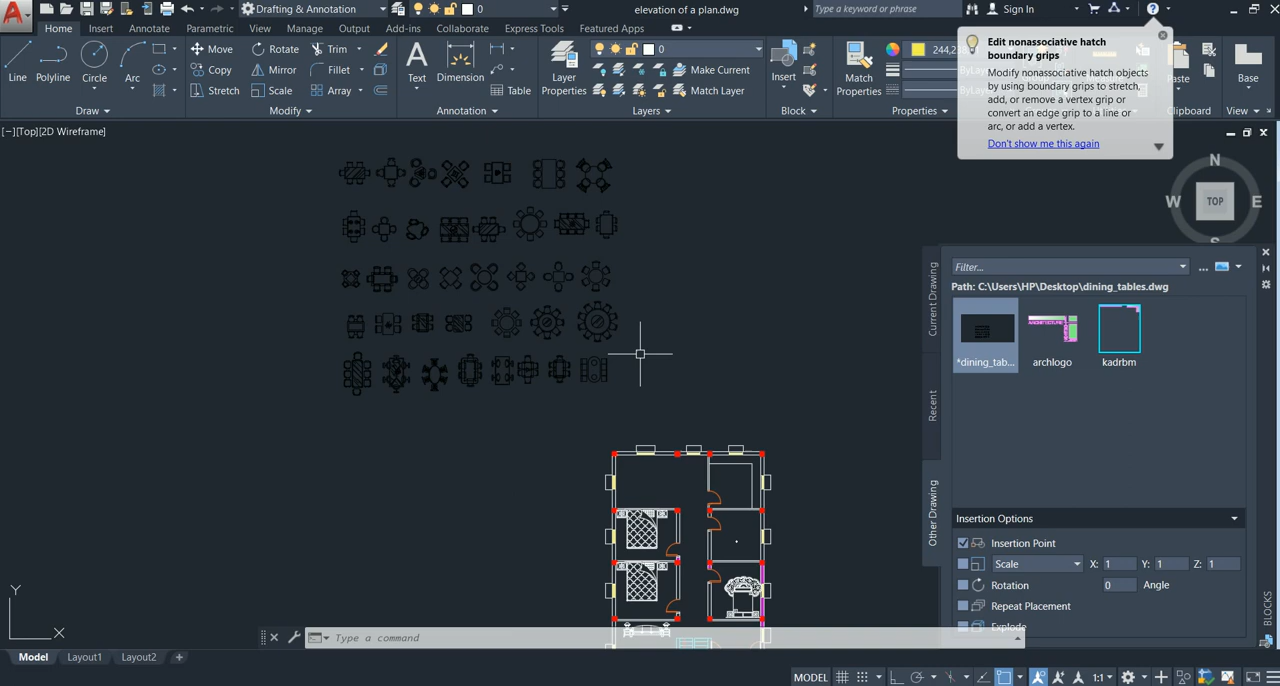 A
Drafting & Annotation
0
elevation of a plan.dwg
Type a keyword or phrase
Sign In
?
Home
Insert
Annotate
Parametric
View
Manage
Output
Add-ins
Collaborate
Express Tools
Featured Apps
Line
Polyline
Circle
Arc
Move
Rotate
Trim
Copy
Mirror
Fillet
Stretch
Scale
Array
Text
Dimension
Table
Layer
Properties
0
Make Current
Match Layer
Insert
Match
Properties
Paste
Base
Draw
Modify
Annotation
Layers
Block
Properties
Clipboard
View
Edit nonassociative hatch
boundary grips
Modify nonassociative hatch objects
by using boundary grips to stretch,
add, or remove a vertex grip or
convert an edge grip to a line or
arc, or add a vertex.
Don't show me this again
[−][Top][2D Wireframe]
N
W
TOP
E
S
Filter...
...
Path: C:\Users\HP\Desktop\dining_tables.dwg
*dining_tab...
archlogo
kadrbm
Current Drawing
Recent
Other Drawing
Insertion Options
Insertion Point
Scale
X: 1
Y: 1
Z: 1
Rotation
0
Angle
Repeat Placement
Explode
BLOCKS
Y
X
Type a command
Model
Layout1
Layout2
+
MODEL
1:1